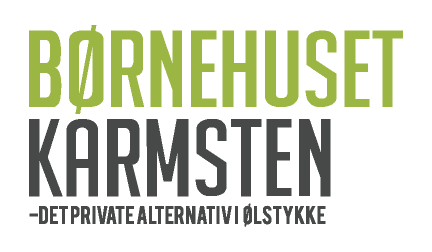 BØRNEHUSET
KARMSTEN
-DET PRIVATE ALTERNATIV I ØLSTYKKE